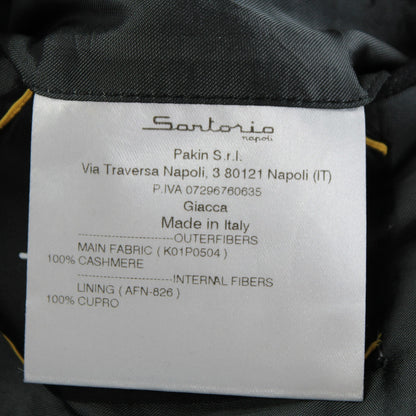 Sartorio
napoli
Pakin S.r.l.
Via Traversa Napoli, 3 80121 Napoli (IT)
P.IVA 07296760635
Giacca
Made in Italy
------------------------OUTERFIBERS
MAIN FABRIC ( K01P0504 )
100% CASHMERE
------------------------INTERNAL FIBERS
LINING ( AFN-826 )
100% CUPRO